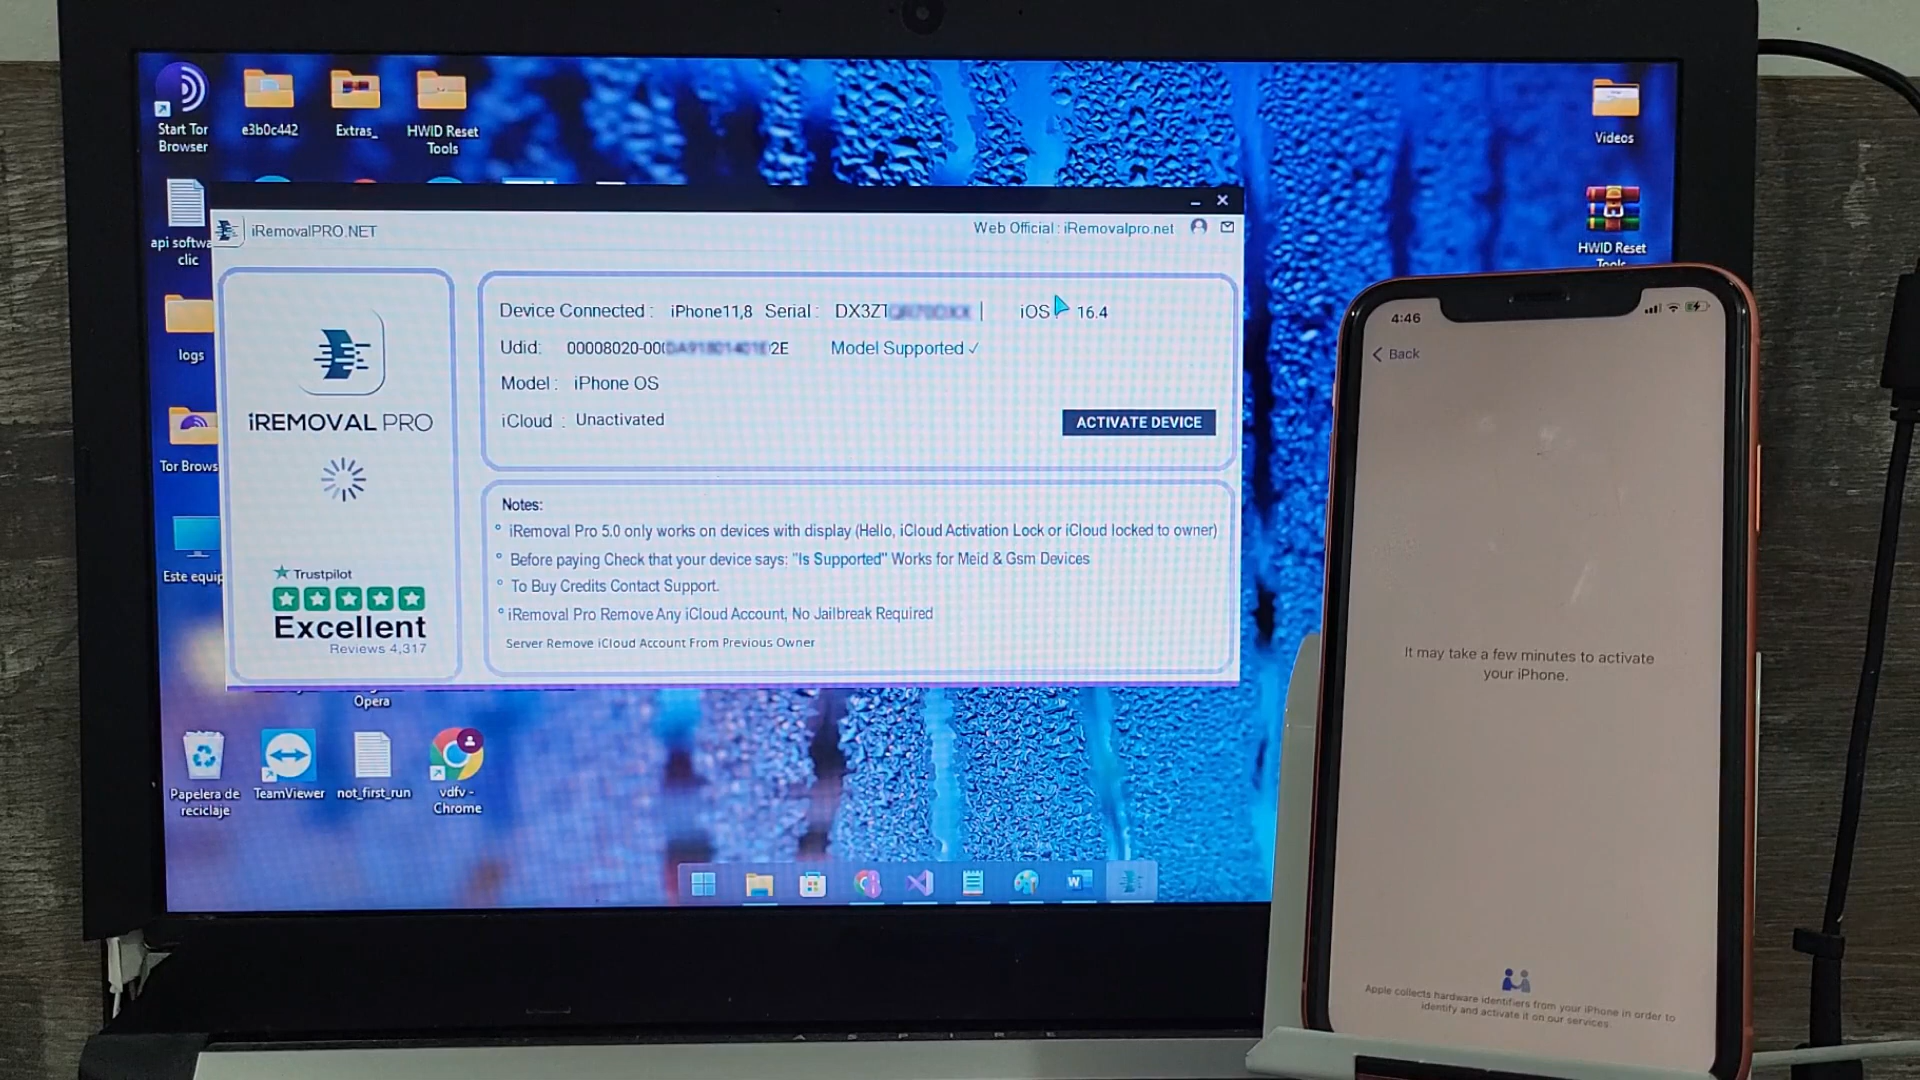 Start Tor
Browser
e3b0c442
Extras_
HWID Reset
Tools
Videos
HWID Reset
Tools
api softwa
clic
logs
Tor Brows
Este equip
iRemovalPRO.NET
Web Official : iRemovalpro.net
iREMOVAL PRO
Trustpilot
Excellent
Reviews 4,317
Device Connected : iPhone11,8 Serial : DX3ZT
iOS : 16.4
Udid: 00008020-00 2E Model Supported ✓
Model : iPhone OS
iCloud : Unactivated
ACTIVATE DEVICE
Notes:
° iRemoval Pro 5.0 only works on devices with display (Hello, iCloud Activation Lock or iCloud locked to owner)
° Before paying Check that your device says: "Is Supported" Works for Meid & Gsm Devices
° To Buy Credits Contact Support.
° iRemoval Pro Remove Any iCloud Account, No Jailbreak Required
Server Remove iCloud Account From Previous Owner
Opera
Papelera de
reciclaje
TeamViewer
not_first_run
vdfv -
Chrome
W
ASPIRE
4:46
Back
It may take a few minutes to activate
your iPhone.
Apple collects hardware identifiers from your iPhone in order to
identify and activate it on our services.